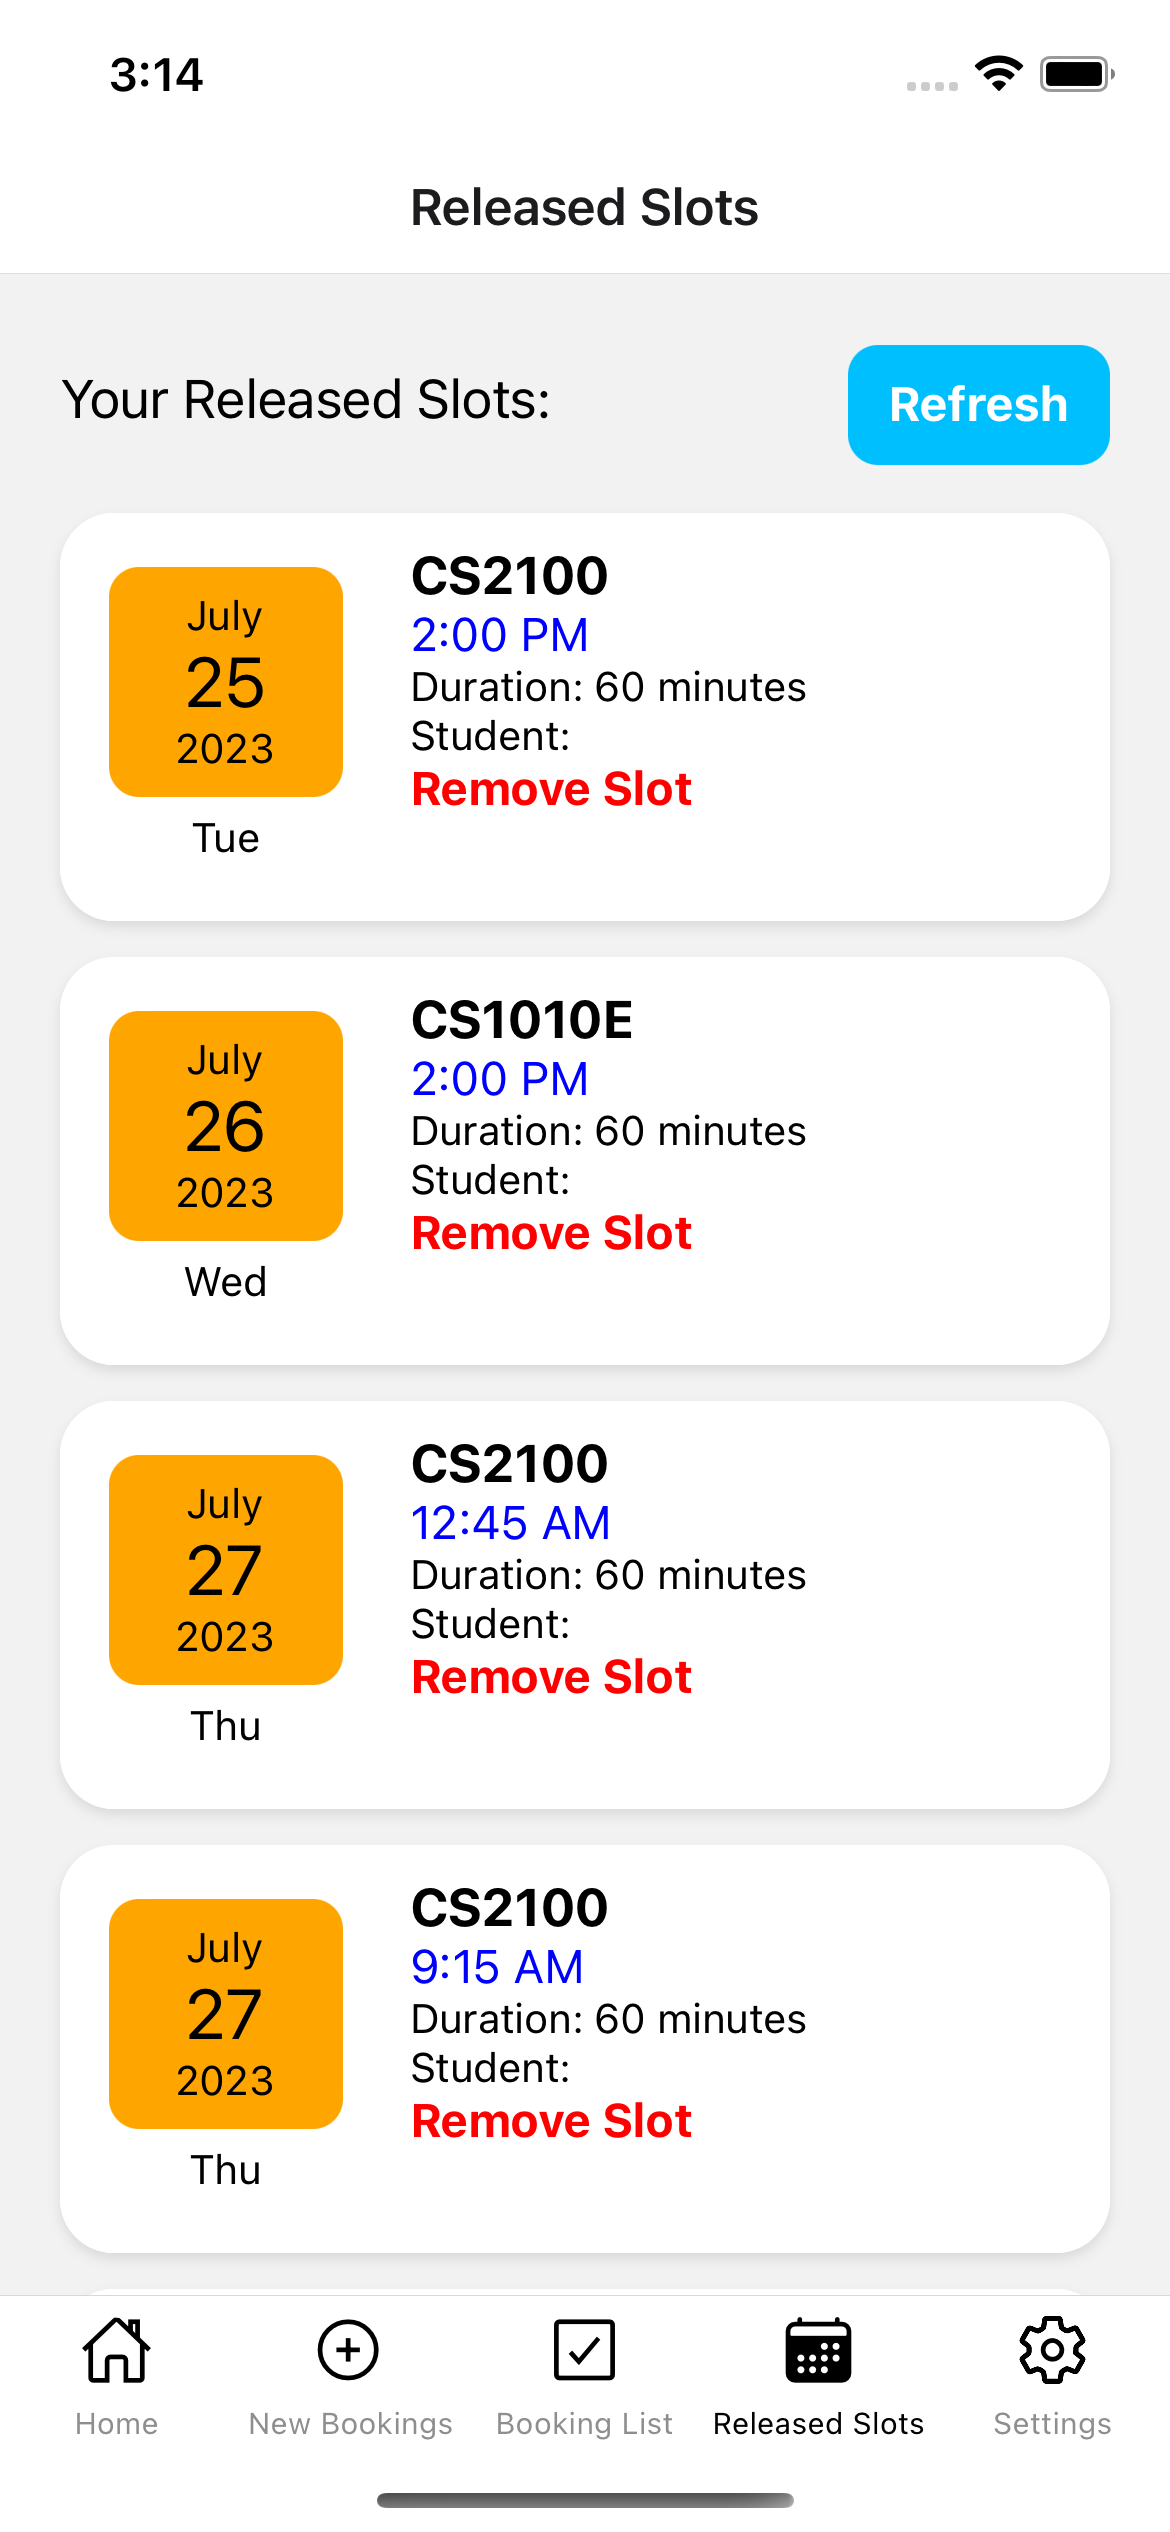 3:14
Released Slots
Your Released Slots:
Refresh
July
25
2023
Tue
CS2100
2:00 PM
Duration: 60 minutes
Student:
Remove Slot
July
26
2023
Wed
CS1010E
2:00 PM
Duration: 60 minutes
Student:
Remove Slot
July
27
2023
Thu
CS2100
12:45 AM
Duration: 60 minutes
Student:
Remove Slot
July
27
2023
Thu
CS2100
9:15 AM
Duration: 60 minutes
Student:
Remove Slot
Home
New Bookings
Booking List
Released Slots
Settings